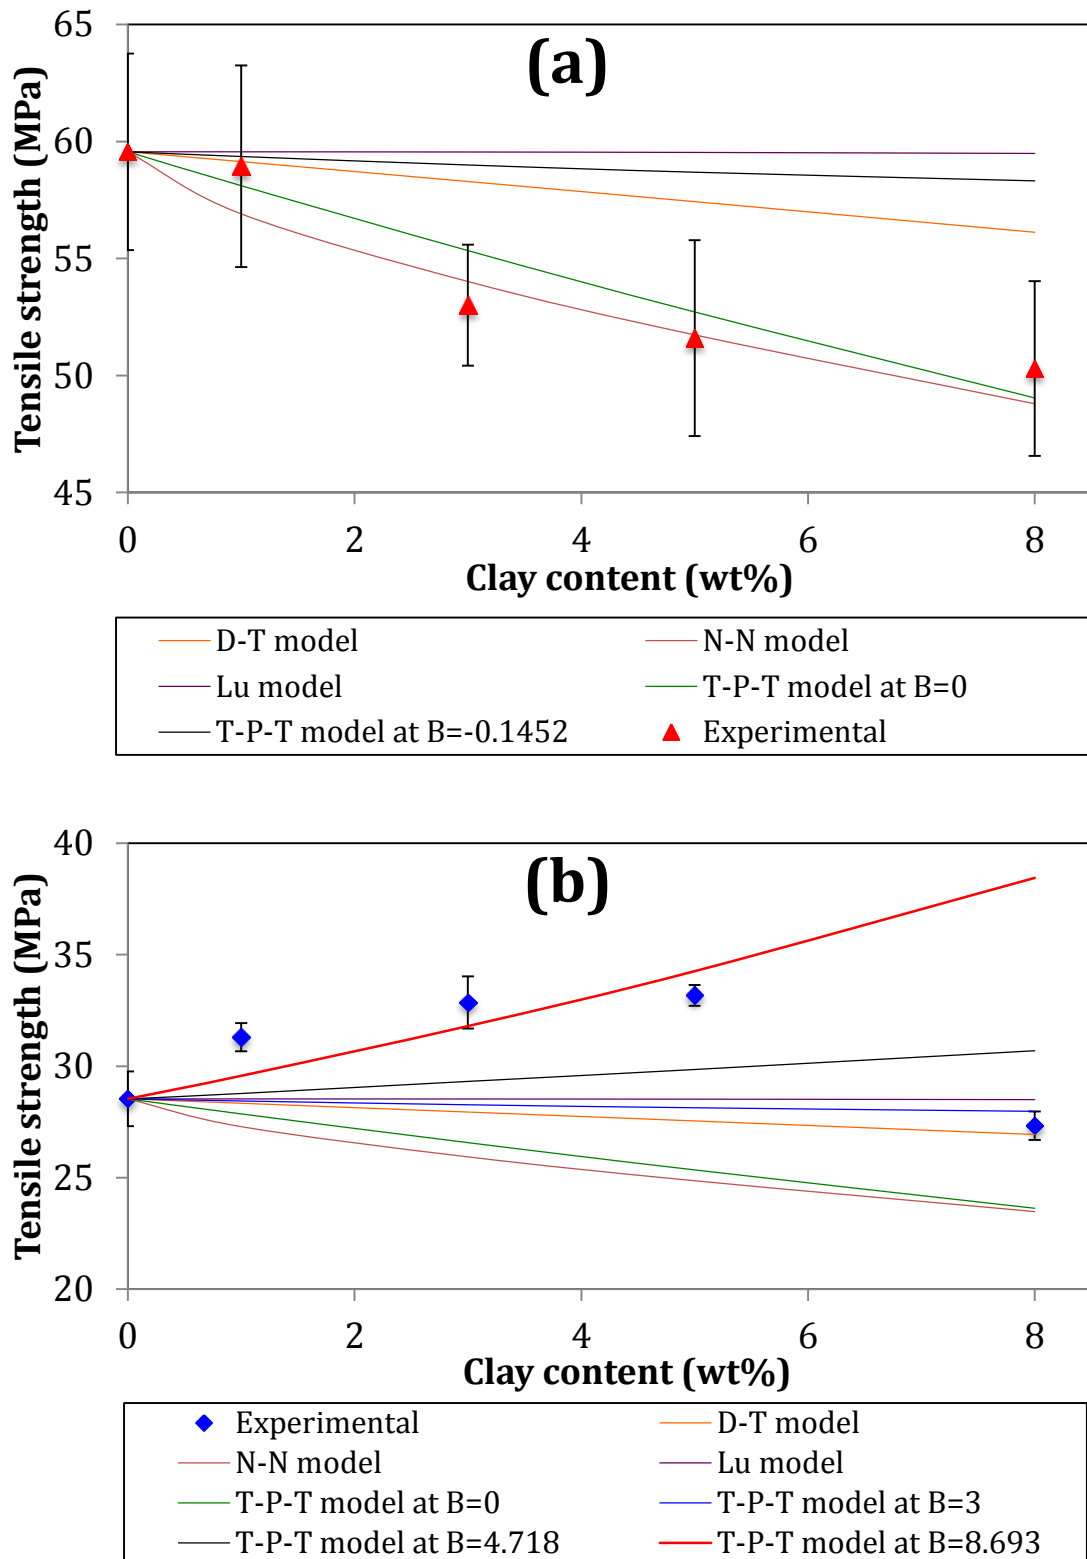 (a)
Tensile strength (MPa)
65
60
55
50
45
0 2 4 6 8
Clay content (wt%)
D-T model N-N model
Lu model T-P-T model at B=0
T-P-T model at B=-0.1452 Experimental
(b)
Tensile strength (MPa)
40
35
30
25
20
0 2 4 6 8
Clay content (wt%)
Experimental D-T model
N-N model Lu model
T-P-T model at B=0 T-P-T model at B=3
T-P-T model at B=4.718 T-P-T model at B=8.693